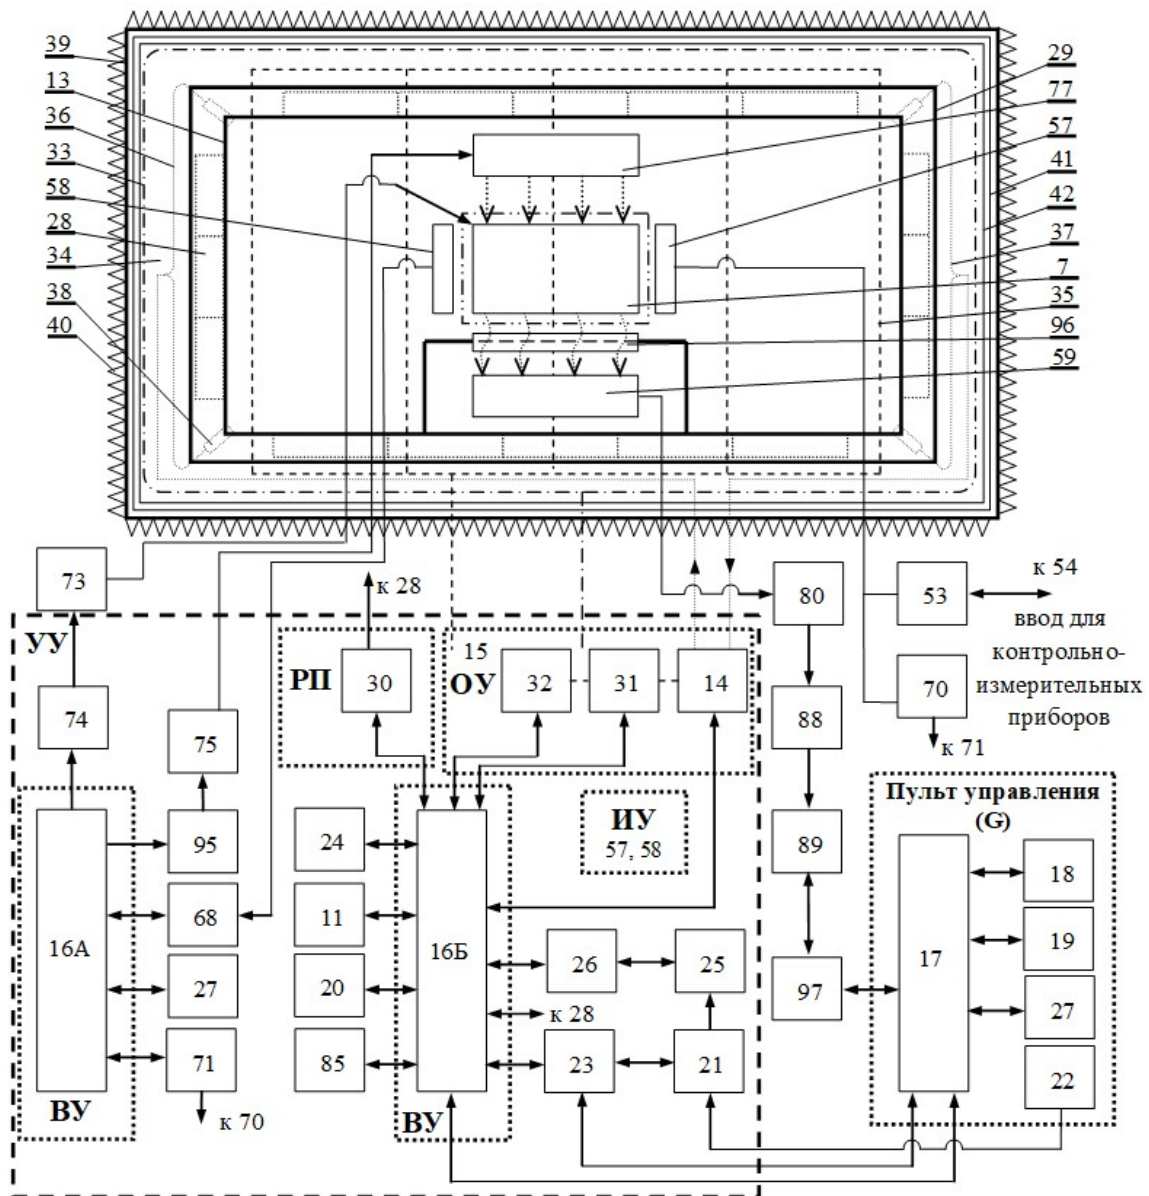 39
13
36
33
58
28
34
38
40
29
77
57
41
42
37
7
35
96
59
73
к 28
80
53
к 54
ввод для
контрольно-
измерительных
приборов
УУ
РП
30
15
ОУ
32
31
14
70
к 71
74
75
88
Пульт управления
(G)
ИУ
57, 58
24
95
89
18
68
11
16А
16Б
17
19
27
20
26
25
97
27
к 28
71
85
23
21
22
ВУ
к 70
ВУ